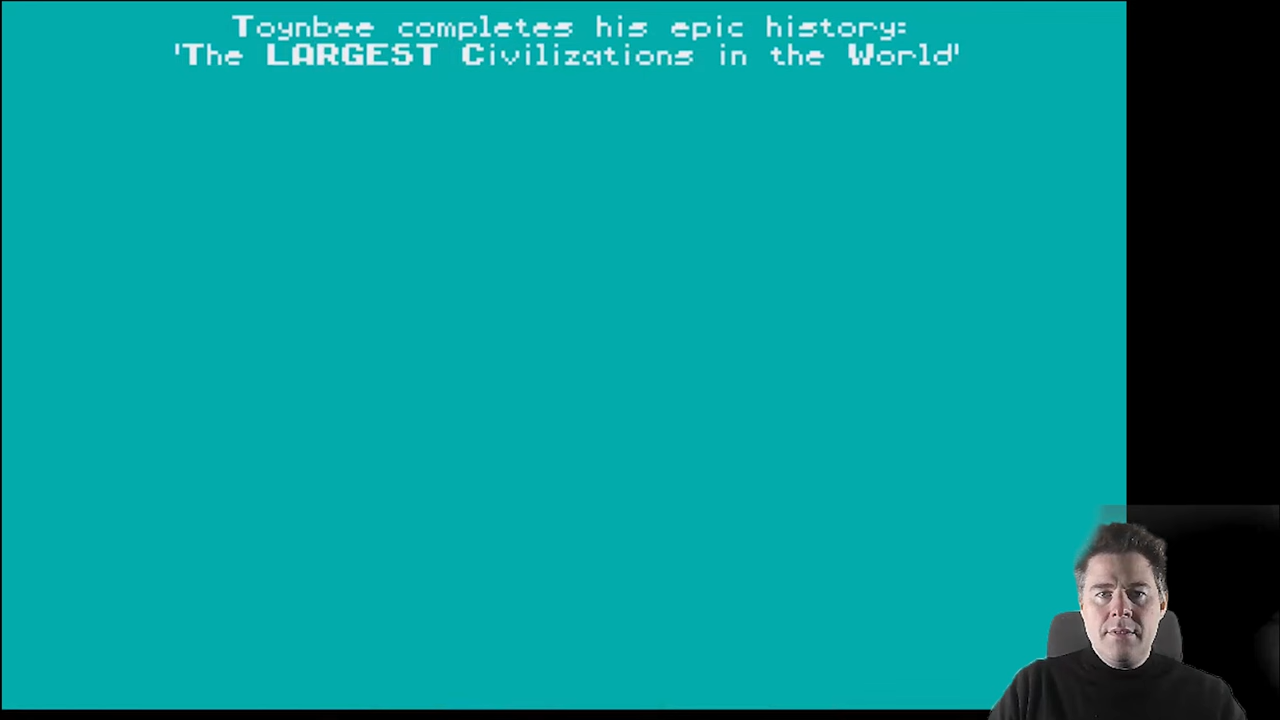 Toynbee completes his epic history:
'The LARGEST Civilizations in the World'